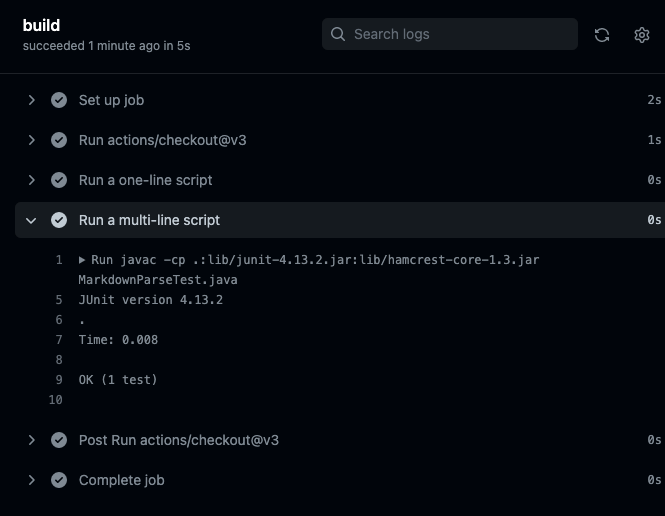 build
succeeded 1 minute ago in 5s
Search logs
Set up job 2s
Run actions/checkout@v3 1s
Run a one-line script 0s
Run a multi-line script 0s
1 Run javac -cp .:lib/junit-4.13.2.jar:lib/hamcrest-core-1.3.jar
MarkdownParseTest.java
5 JUnit version 4.13.2
6 .
7 Time: 0.008
8
9 OK (1 test)
10
Post Run actions/checkout@v3 0s
Complete job 0s